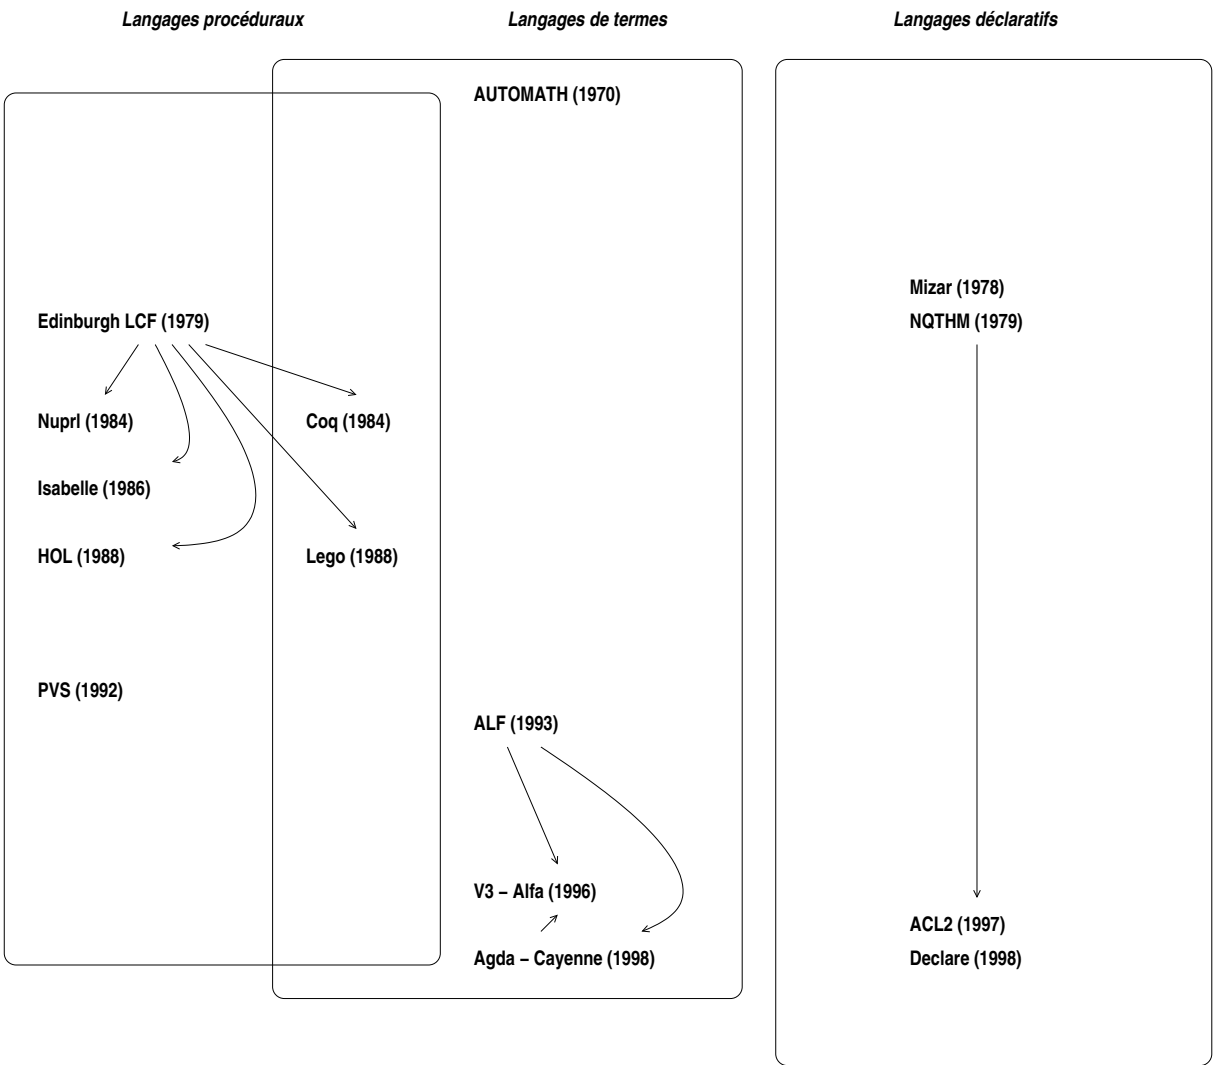 Langages procéduraux
Langages de termes
Langages déclaratifs
AUTOMATH (1970)
Mizar (1978)
Edinburgh LCF (1979)
NQTHM (1979)
Nuprl (1984)
Coq (1984)
Isabelle (1986)
HOL (1988)
Lego (1988)
PVS (1992)
ALF (1993)
V3 − Alfa (1996)
ACL2 (1997)
Agda − Cayenne (1998)
Declare (1998)